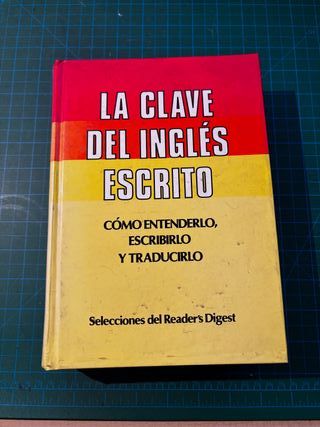 LA CLAVE
DEL INGLÉS
ESCRITO
CÓMO ENTENDERLO,
ESCRIBIRLO
Y TRADUCIRLO
Selecciones del Reader's Digest